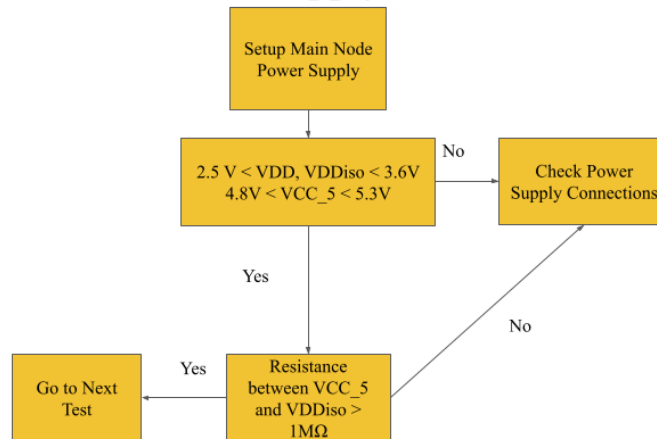 Setup Main Node
Power Supply
2.5 V < VDD, VDDiso < 3.6V
4.8V < VCC_5 < 5.3V
No
Check Power
Supply Connections
Yes
No
Yes
Go to Next
Test
Resistance
between VCC_5
and VDDiso >
1MΩ